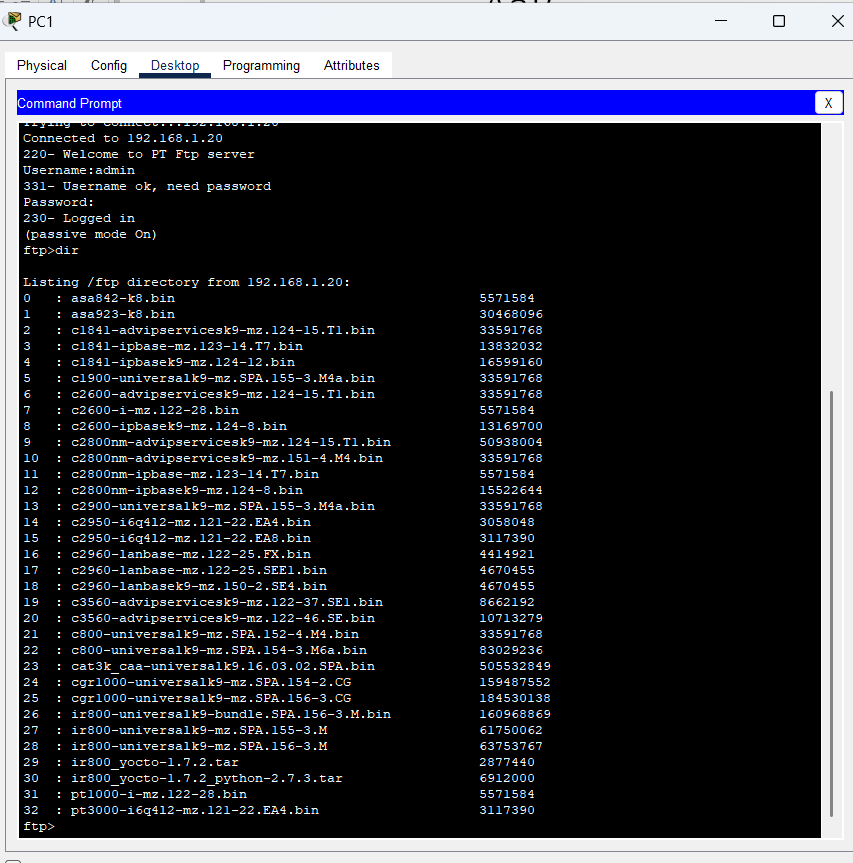 PC1
Physical Config Desktop Programming Attributes
Command Prompt X
Trying to connect...192.168.1.20
Connected to 192.168.1.20
220- Welcome to PT Ftp server
Username:admin
331- Username ok, need password
Password:
230- Logged in
(passive mode On)
ftp>dir
Listing /ftp directory from 192.168.1.20:
0 : asa842-k8.bin 5571584
1 : asa923-k8.bin 30468096
2 : c1841-advipservicesk9-mz.124-15.T1.bin 33591768
3 : c1841-ipbase-mz.123-14.T7.bin 13832032
4 : c1841-ipbasek9-mz.124-12.bin 16599160
5 : c1900-universalk9-mz.SPA.155-3.M4a.bin 33591768
6 : c2600-advipservicesk9-mz.124-15.T1.bin 33591768
7 : c2600-i-mz.122-28.bin 5571584
8 : c2600-ipbasek9-mz.124-8.bin 13169700
9 : c2800nm-advipservicesk9-mz.124-15.T1.bin 50938004
10 : c2800nm-advipservicesk9-mz.151-4.M4.bin 33591768
11 : c2800nm-ipbase-mz.123-14.T7.bin 5571584
12 : c2800nm-ipbasek9-mz.124-8.bin 15522644
13 : c2900-universalk9-mz.SPA.155-3.M4a.bin 33591768
14 : c2950-i6q4l2-mz.121-22.EA4.bin 3058048
15 : c2950-i6q4l2-mz.121-22.EA8.bin 3117390
16 : c2960-lanbase-mz.122-25.FX.bin 4414921
17 : c2960-lanbase-mz.122-25.SEE1.bin 4670455
18 : c2960-lanbasek9-mz.150-2.SE4.bin 4670455
19 : c3560-advipservicesk9-mz.122-37.SE1.bin 8662192
20 : c3560-advipservicesk9-mz.122-46.SE.bin 10713279
21 : c800-universalk9-mz.SPA.152-4.M4.bin 33591768
22 : c800-universalk9-mz.SPA.154-3.M6a.bin 83029236
23 : cat3k_caa-universalk9.16.03.02.SPA.bin 505532849
24 : cgr1000-universalk9-mz.SPA.154-2.CG 159487552
25 : cgr1000-universalk9-mz.SPA.156-3.CG 184530138
26 : ir800-universalk9-bundle.SPA.156-3.M.bin 160968869
27 : ir800-universalk9-mz.SPA.155-3.M 61750062
28 : ir800-universalk9-mz.SPA.156-3.M 63753767
29 : ir800_yocto-1.7.2.tar 2877440
30 : ir800_yocto-1.7.2_python-2.7.3.tar 6912000
31 : pt1000-i-mz.122-28.bin 5571584
32 : pt3000-i6q4l2-mz.121-22.EA4.bin 3117390
ftp>